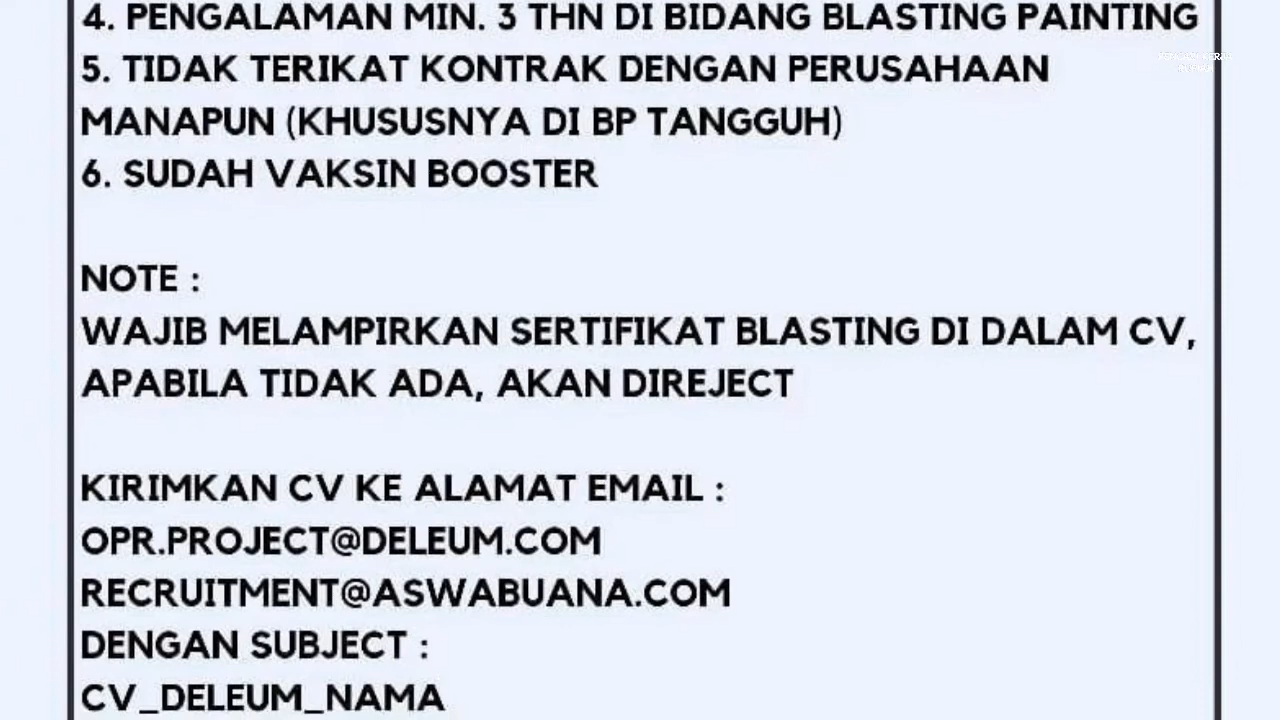 4. PENGALAMAN MIN. 3 THN DI BIDANG BLASTING PAINTING
5. TIDAK TERIKAT KONTRAK DENGAN PERUSAHAAN
MANAPUN (KHUSUSNYA DI BP TANGGUH)
6. SUDAH VAKSIN BOOSTER
NOTE :
WAJIB MELAMPIRKAN SERTIFIKAT BLASTING DI DALAM CV,
APABILA TIDAK ADA, AKAN DIREJECT
KIRIMKAN CV KE ALAMAT EMAIL :
OPR.PROJECT@DELEUM.COM
RECRUITMENT@ASWABUANA.COM
DENGAN SUBJECT :
CV_DELEUM_NAMA